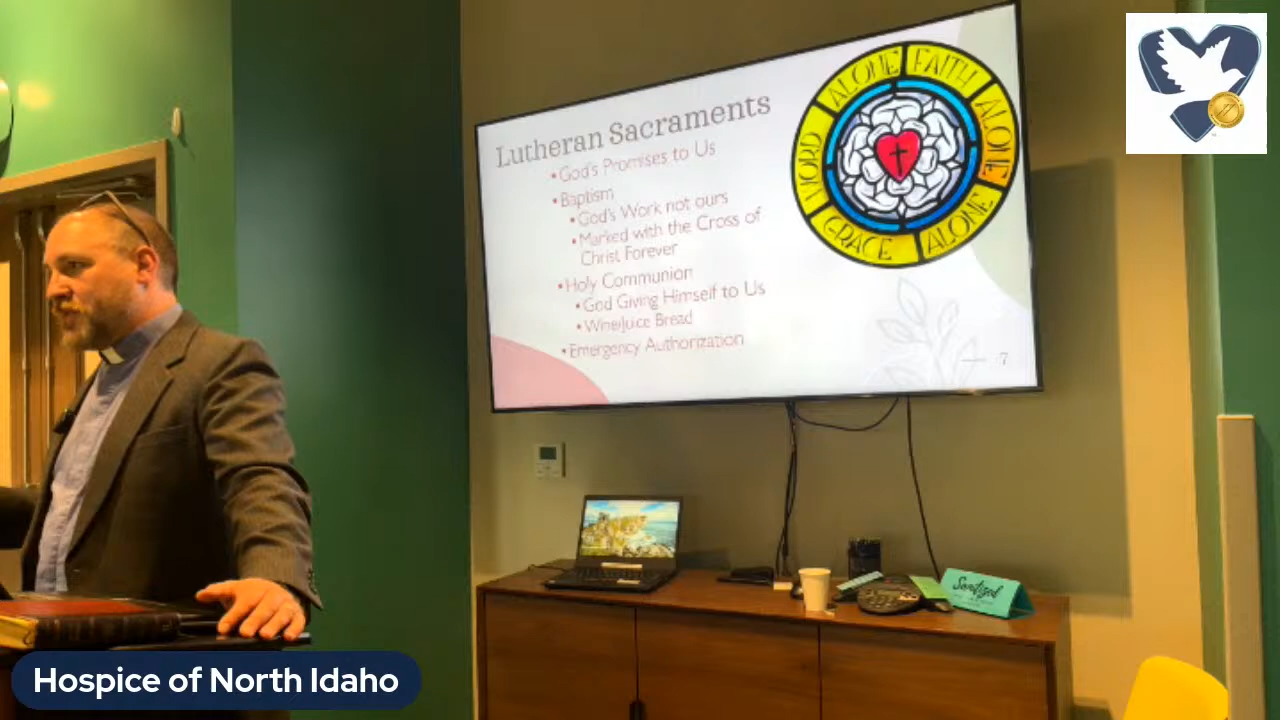 Lutheran Sacraments
•God's Promises to Us
•Baptism
•God's Work not ours
•Marked with the Cross of
Christ Forever
•Holy Communion
•God Giving Himself to Us
•Wine/Juice Bread
•Emergency Authorization
7
WORD ALONE FAITH ALONE GRACE ALONE
Sanitized
Hospice of North Idaho